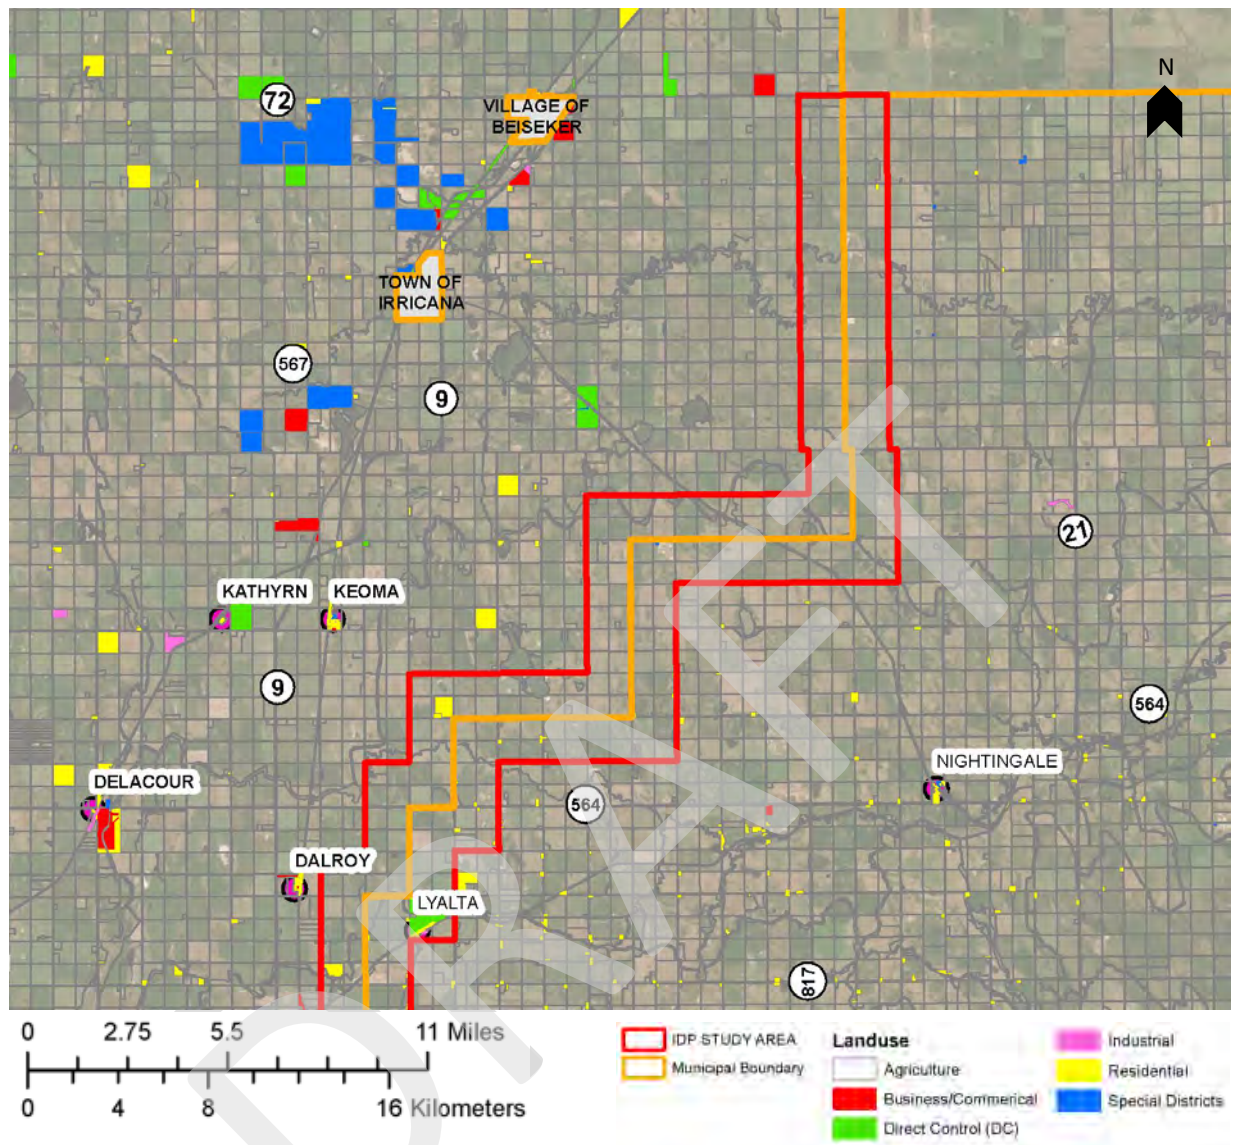 N
72
VILLAGE OF
BEISEKER
TOWN OF
IRRICANA
567
9
21
KATHYRN
KEOMA
9
564
NIGHTINGALE
DELACOUR
564
DALROY
LYALTA
817
DRAFT
0 2.75 5.5 11 Miles
0 4 8 16 Kilometers
IDP STUDY AREA
Municipal Boundary
Landuse
Agriculture
Business/Commerical
Direct Control (DC)
Industrial
Residential
Special Districts